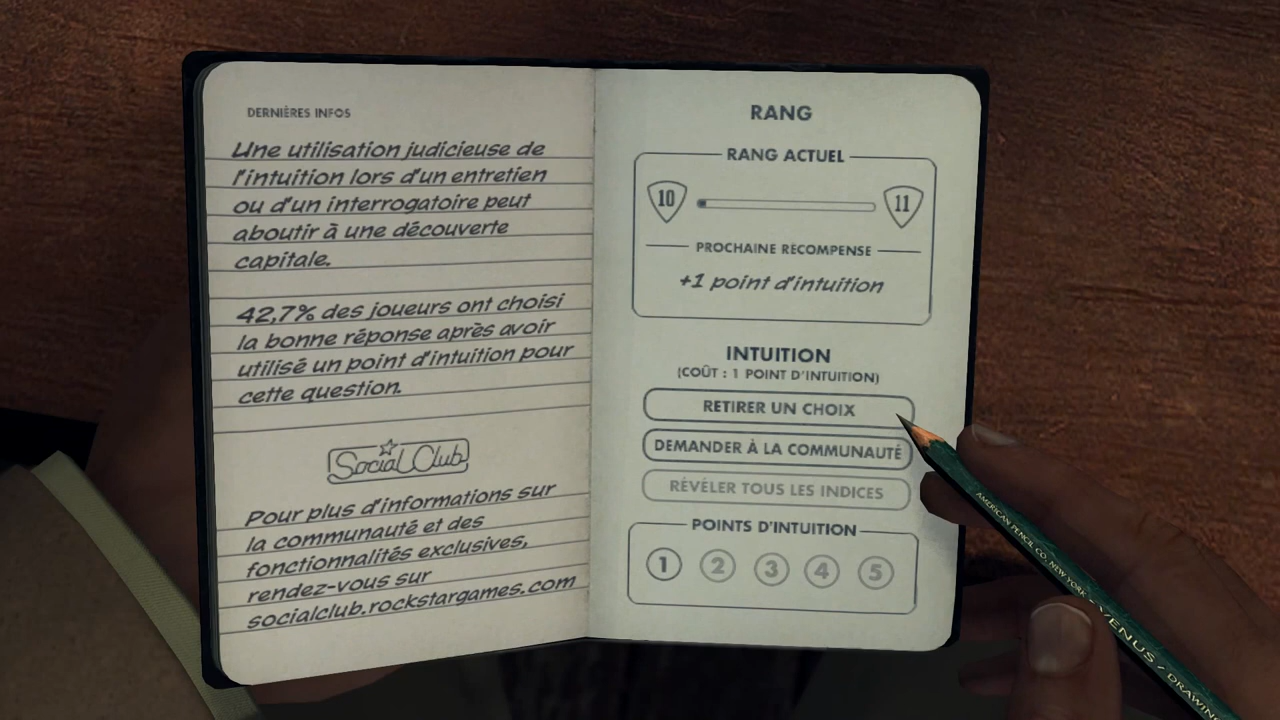 DERNIÈRES INFOS
Une utilisation judicieuse de
l'intuition lors d'un entretien
ou d'un interrogatoire peut
aboutir à une découverte
capitale.
42,7% des joueurs ont choisi
la bonne réponse après avoir
utilisé un point d'intuition pour
cette question.
Social Club
Pour plus d'informations sur
la communauté et des
fonctionnalités exclusives,
rendez-vous sur
socialclub.rockstargames.com
RANG
RANG ACTUEL
10 11
PROCHAINE RÉCOMPENSE
+1 point d'intuition
INTUITION
(COÛT : 1 POINT D'INTUITION)
RETIRER UN CHOIX
DEMANDER À LA COMMUNAUTÉ
RÉVÉLER TOUS LES INDICES
POINTS D'INTUITION
1 2 3 4 5
AMERICAN PENCIL CO. NEW YORK VENUS / DRAWING